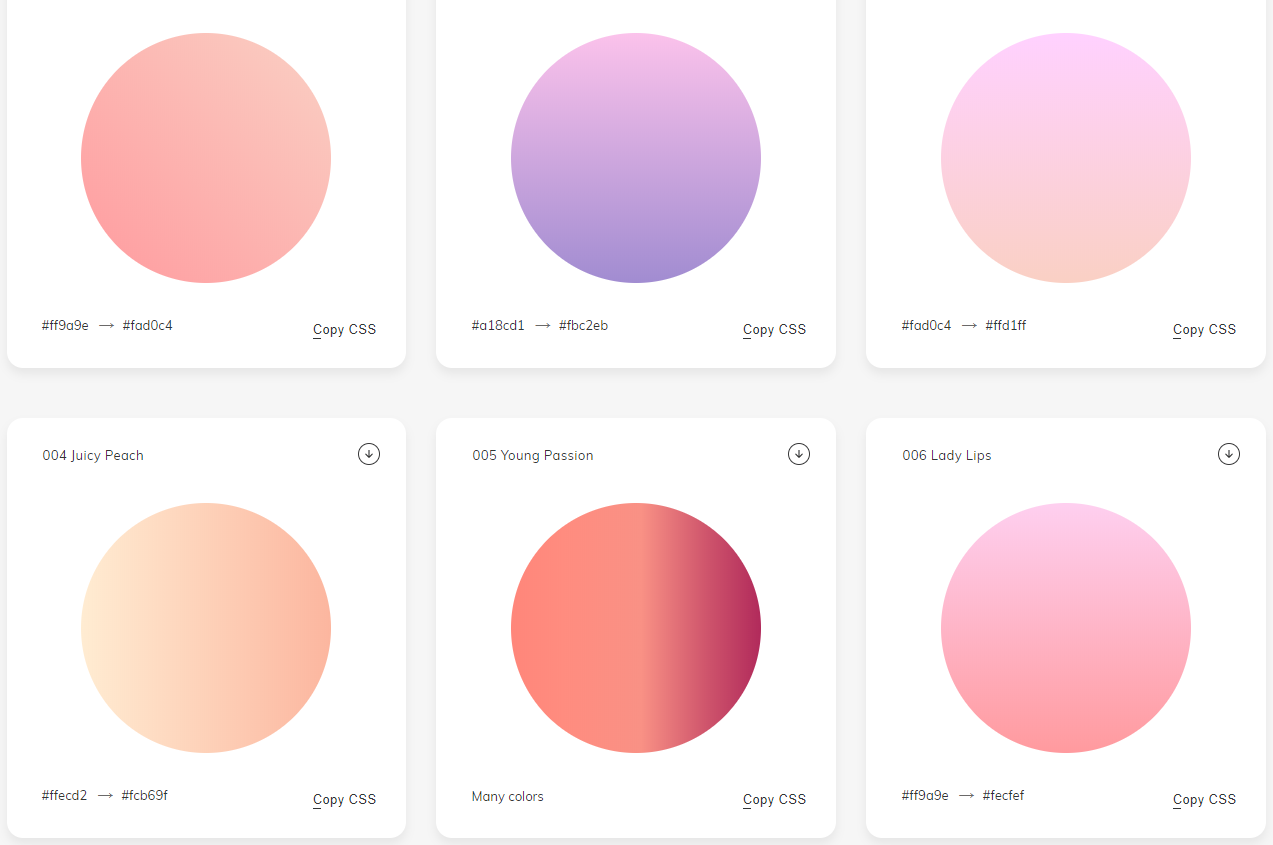 #ff9a9e → #fad0c4
Copy CSS
#a18cd1 → #fbc2eb
Copy CSS
#fad0c4 → #ffd1ff
Copy CSS
004 Juicy Peach
005 Young Passion
006 Lady Lips
#ffecd2 → #fcb69f
Copy CSS
Many colors
Copy CSS
#ff9a9e → #fecfef
Copy CSS